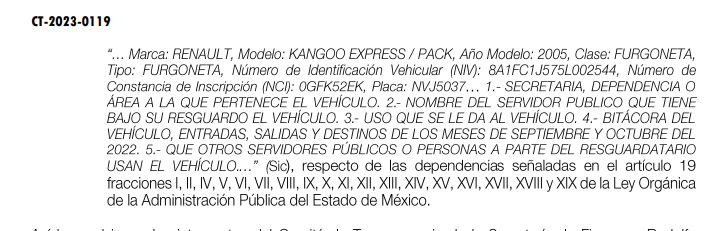 CT-2023-0119
"… Marca: RENAULT, Modelo: KANGOO EXPRESS / PACK, Año Modelo: 2005, Clase: FURGONETA,
Tipo: FURGONETA, Número de Identificación Vehicular (NIV): 8A1FC1J575L002544, Número de
Constancia de Inscripción (NCI): 0GFK52EK, Placa: NVJ5037… 1.- SECRETARIA, DEPENDENCIA O
ÁREA A LA QUE PERTENECE EL VEHÍCULO. 2.- NOMBRE DEL SERVIDOR PUBLICO QUE TIENE
BAJO SU RESGUARDO EL VEHÍCULO. 3.- USO QUE SE LE DA AL VEHÍCULO. 4.- BITÁCORA DEL
VEHÍCULO, ENTRADAS, SALIDAS Y DESTINOS DE LOS MESES DE SEPTIEMBRE Y OCTUBRE DEL
2022. 5.- QUE OTROS SERVIDORES PÚBLICOS O PERSONAS A PARTE DEL RESGUARDATARIO
USAN EL VEHÍCULO.…" (Sic), respecto de las dependencias señaladas en el artículo 19
fracciones I, II, IV, V, VI, VII, VIII, IX, X, XI, XII, XIII, XIV, XV, XVI, XVII, XVIII y XIX de la Ley Orgánica
de la Administración Pública del Estado de México.